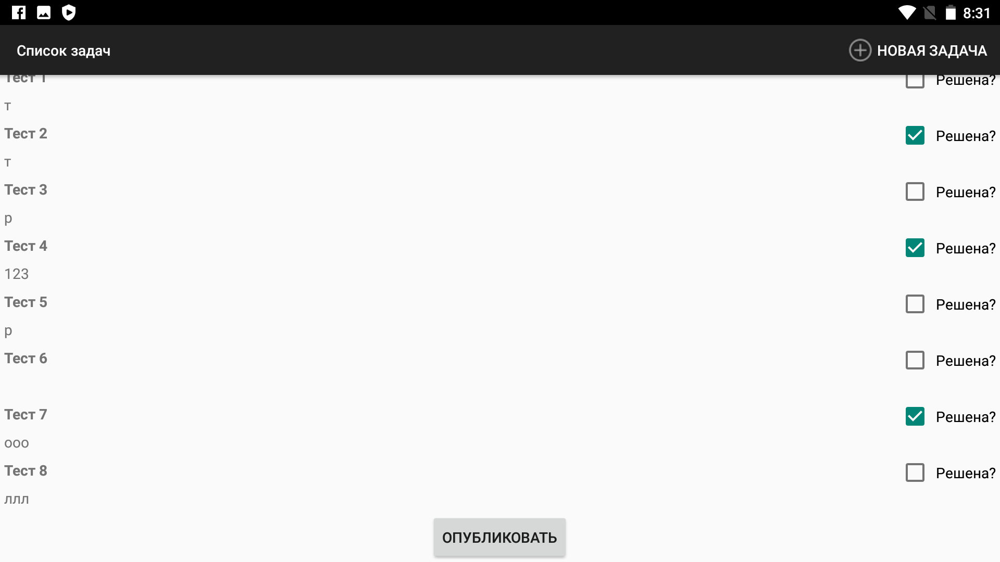 8:31
Список задач
НОВАЯ ЗАДАЧА
Тест 1
Решена?
т
Тест 2
Решена?
т
Тест 3
Решена?
р
Тест 4
Решена?
123
Тест 5
Решена?
р
Тест 6
Решена?
Тест 7
Решена?
ооо
Тест 8
Решена?
ллл
ОПУБЛИКОВАТЬ